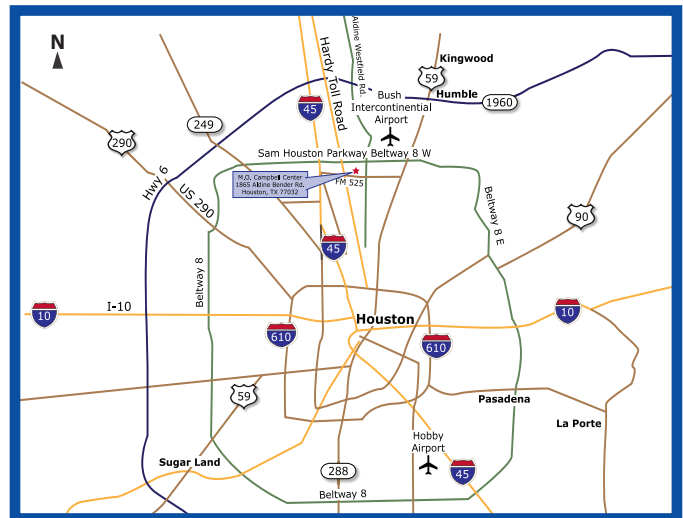 N
Hardy Toll Road
Aldine Westfield Rd.
Kingwood
59
Humble
1960
45
Bush
Intercontinental
Airport
249
290
Sam Houston Parkway Beltway 8 W
M.O. Campbell Center
1865 Aldine Bender Rd.
Houston, TX 77032
FM 525
Hwy 6
US 290
Beltway 8 E
90
45
Beltway 8
I-10
10
Houston
10
610
610
59
Pasadena
La Porte
Hobby
Airport
Sugar Land
288
45
Beltway 8